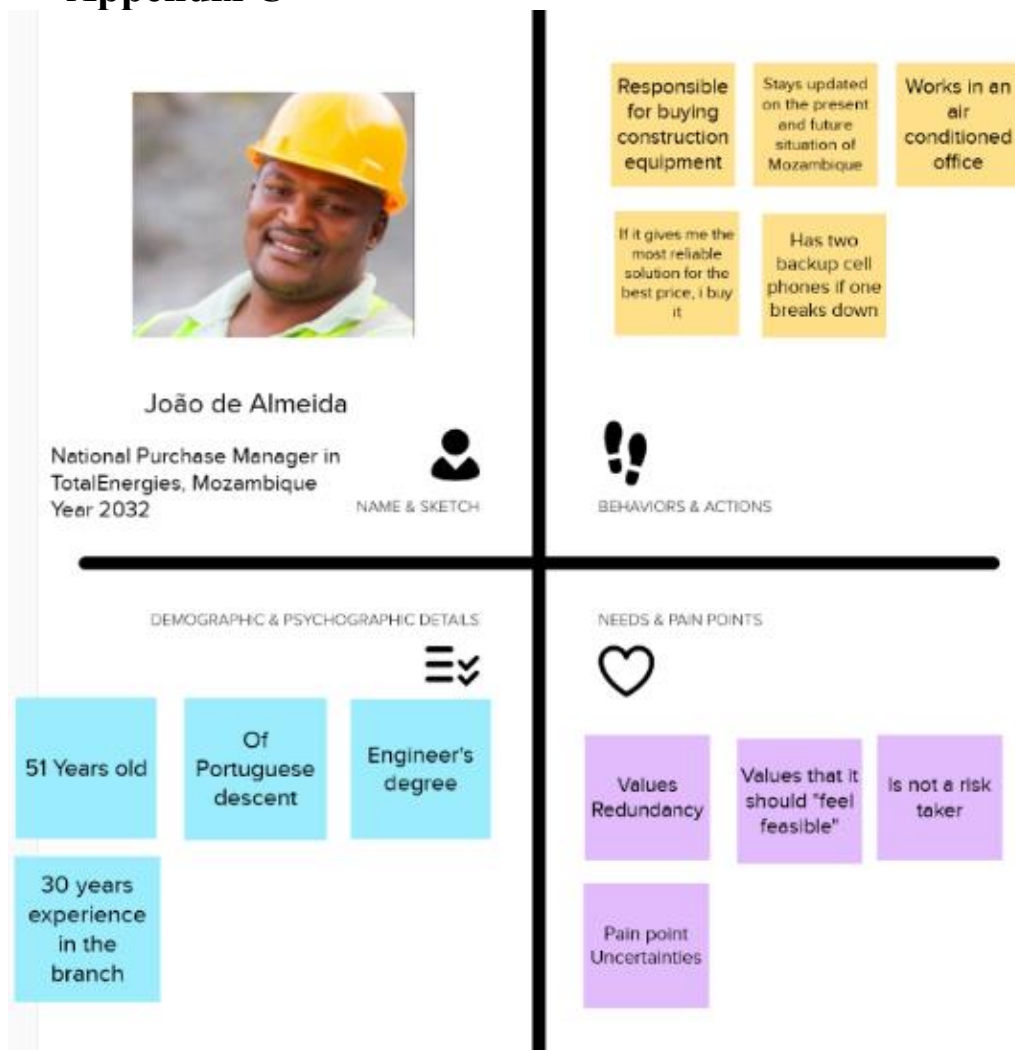 João de Almeida
National Purchase Manager in
TotalEnergies, Mozambique
Year 2032
NAME & SKETCH
Responsible
for buying
construction
equipment
Stays updated
on the present
and future
situation of
Mozambique
Works in an
air
conditioned
office
If it gives me the
most reliable
solution for the
best price, i buy
it
Has two
backup cell
phones if one
breaks down
BEHAVIORS & ACTIONS
DEMOGRAPHIC & PSYCHOGRAPHIC DETAILS
51 Years old
Of
Portuguese
descent
Engineer's
degree
30 years
experience
in the
branch
NEEDS & PAIN POINTS
Values
Redundancy
Values that it
should "feel
feasible"
Is not a risk
taker
Pain point
Uncertainties